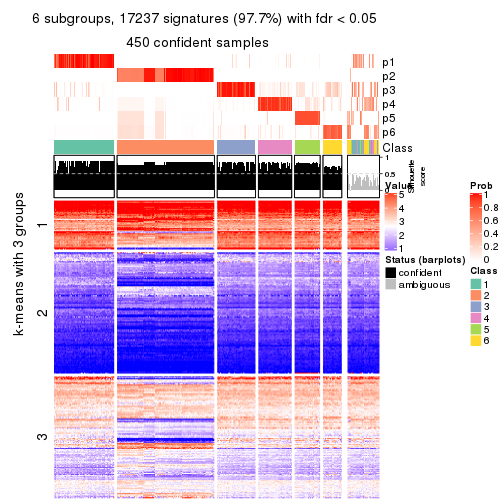 6 subgroups, 17237 signatures (97.7%) with fdr < 0.05
450 confident samples
p1
p2
p3
p4
p5
p6
Class
1
0.5
0
Silhouette
score
k-means with 3 groups
1
2
3
Value
5
4
3
2
1
Status (barplots)
confident
ambiguous
Prob
1
0.8
0.6
0.4
0.2
0
Class
1
2
3
4
5
6